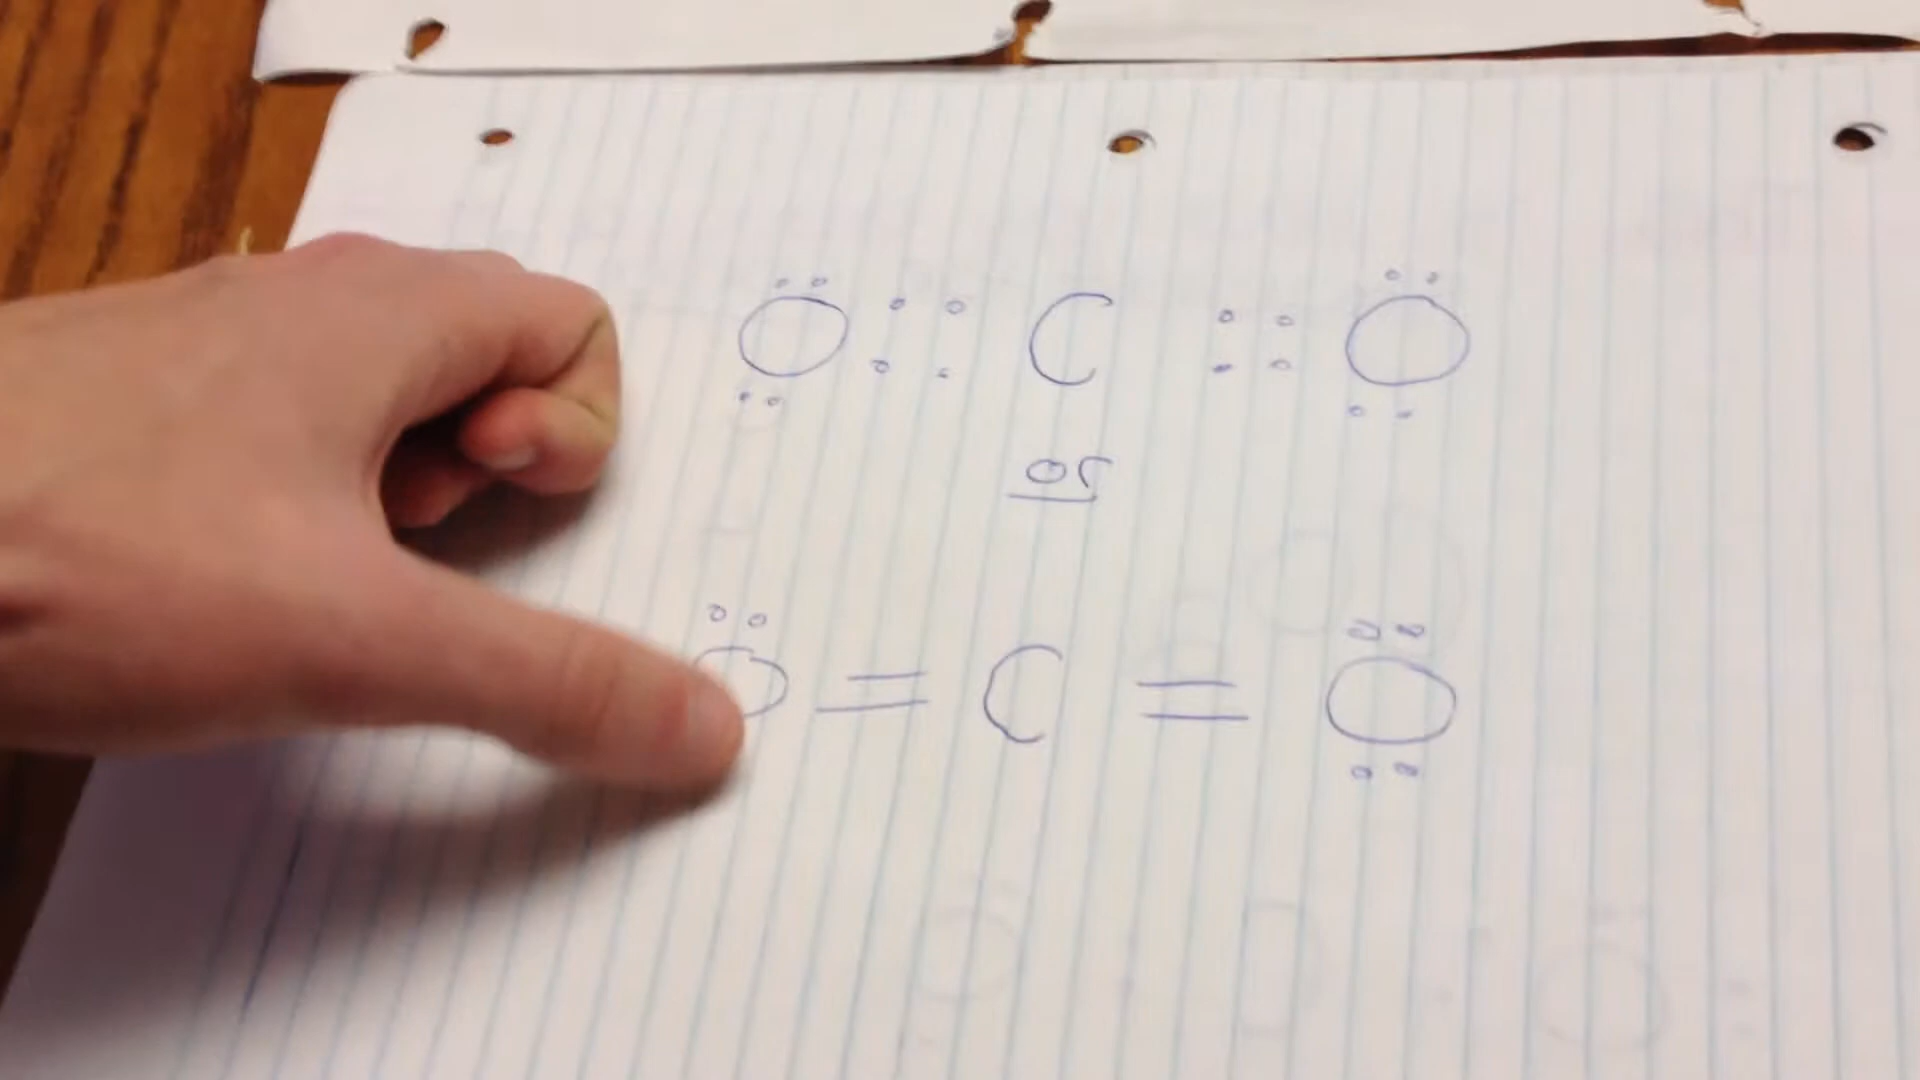 O :: C :: O
or
O = C = O